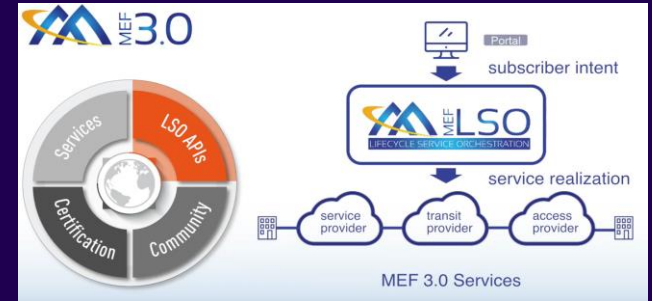 MEF 3.0
Portal
subscriber intent
MEF LSO
LIFECYCLE SERVICE ORCHESTRATION
service realization
Services
LSO APIs
Certification
Community
service
provider
transit
provider
access
provider
MEF 3.0 Services